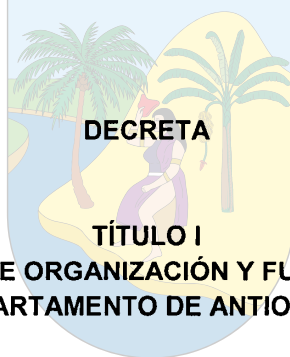 DECRETA
TÍTULO I
E ORGANIZACIÓN Y FU
ARTAMENTO DE ANTIO